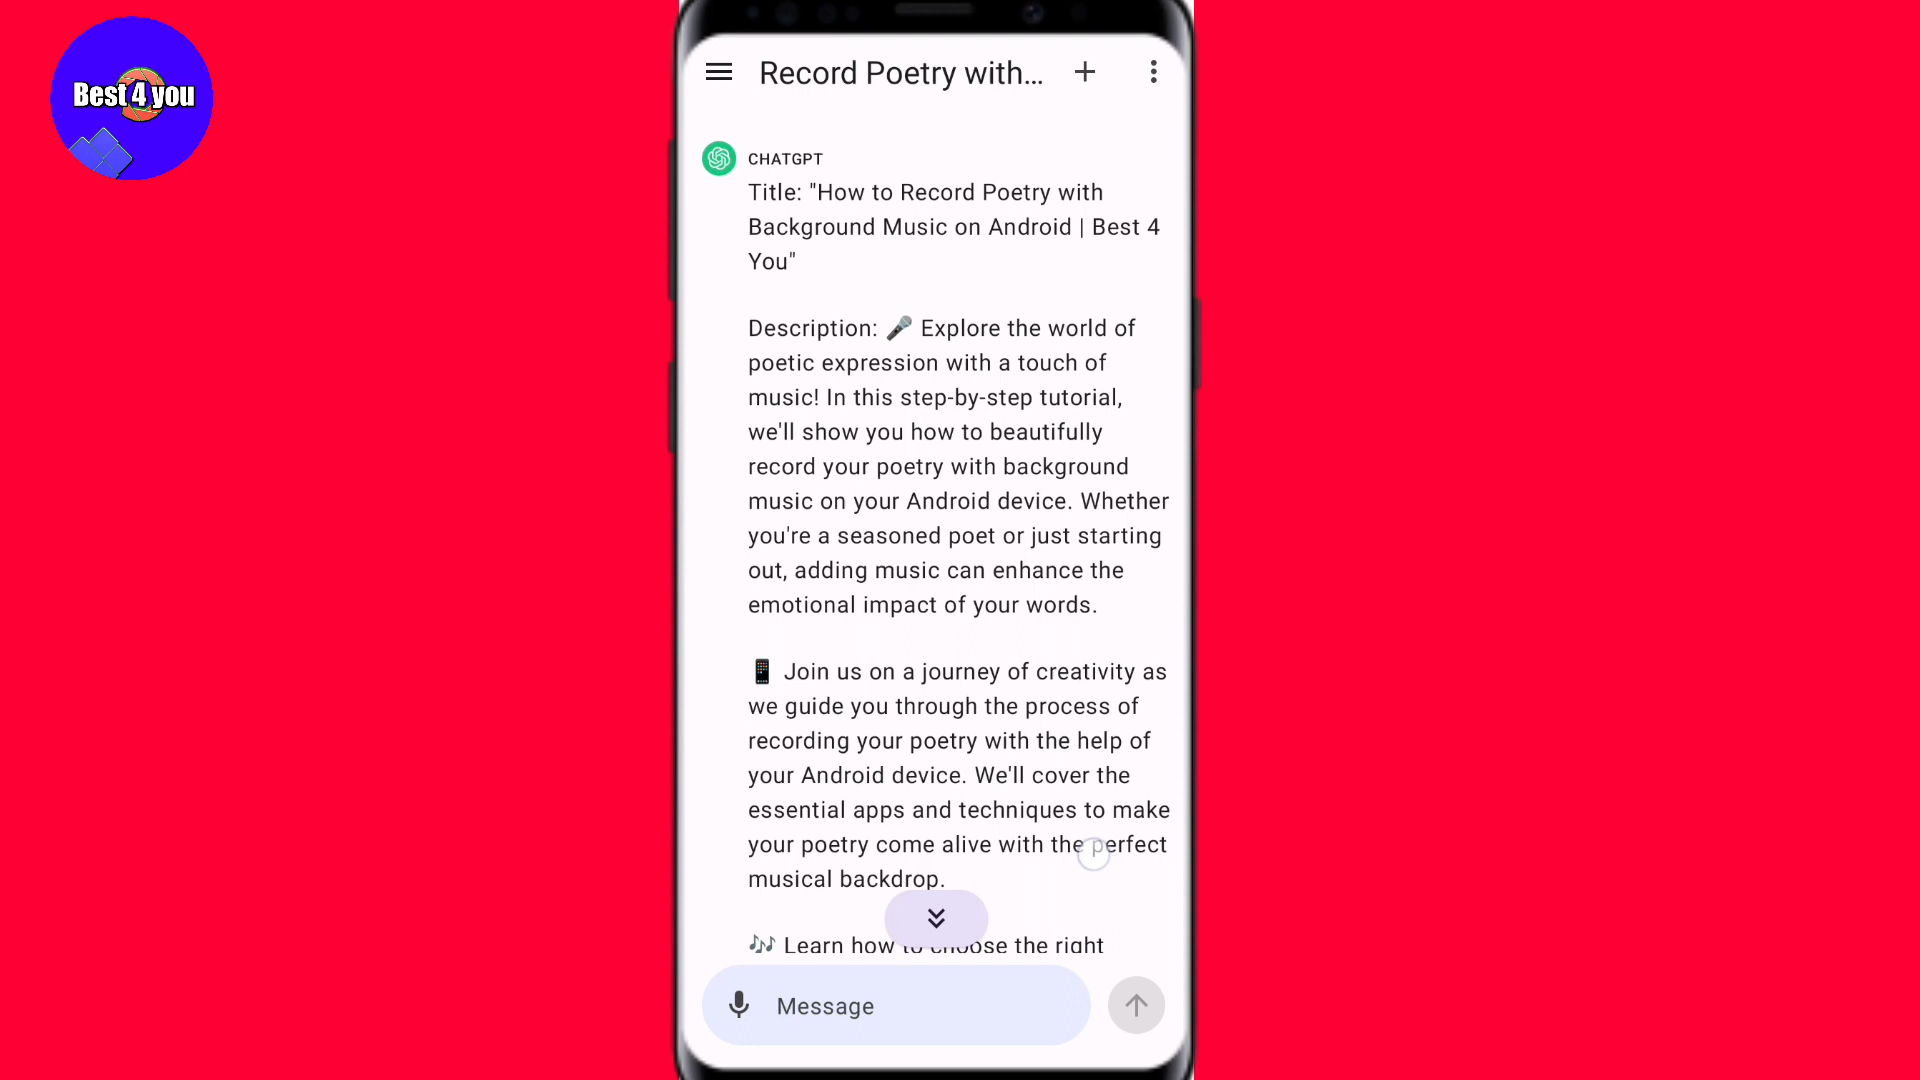 Best 4 you
Record Poetry with...
CHATGPT
Title: "How to Record Poetry with
Background Music on Android | Best 4
You"
Description: 🎤 Explore the world of
poetic expression with a touch of
music! In this step-by-step tutorial,
we'll show you how to beautifully
record your poetry with background
music on your Android device. Whether
you're a seasoned poet or just starting
out, adding music can enhance the
emotional impact of your words.
📱 Join us on a journey of creativity as
we guide you through the process of
recording your poetry with the help of
your Android device. We'll cover the
essential apps and techniques to make
your poetry come alive with the perfect
musical backdrop.
🎶 Learn how to choose the right
Message